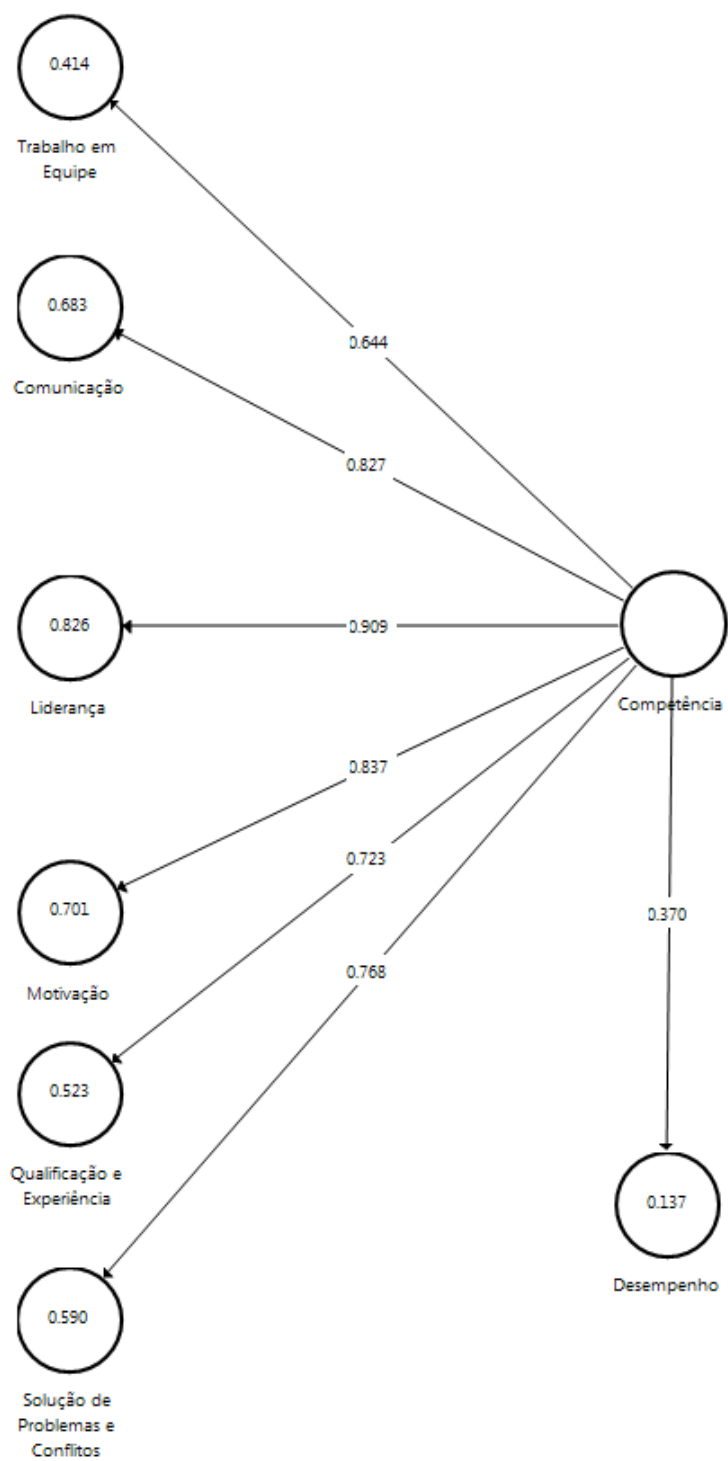 0.414
Trabalho em
Equipe
0.683
0.644
Comunicação
0.827
0.826
0.909
Liderança
Competência
0.837
0.723
0.701
0.370
Motivação
0.768
0.523
Qualificação e
Experiência
0.137
Desempenho
0.590
Solução de
Problemas e
Conflitos